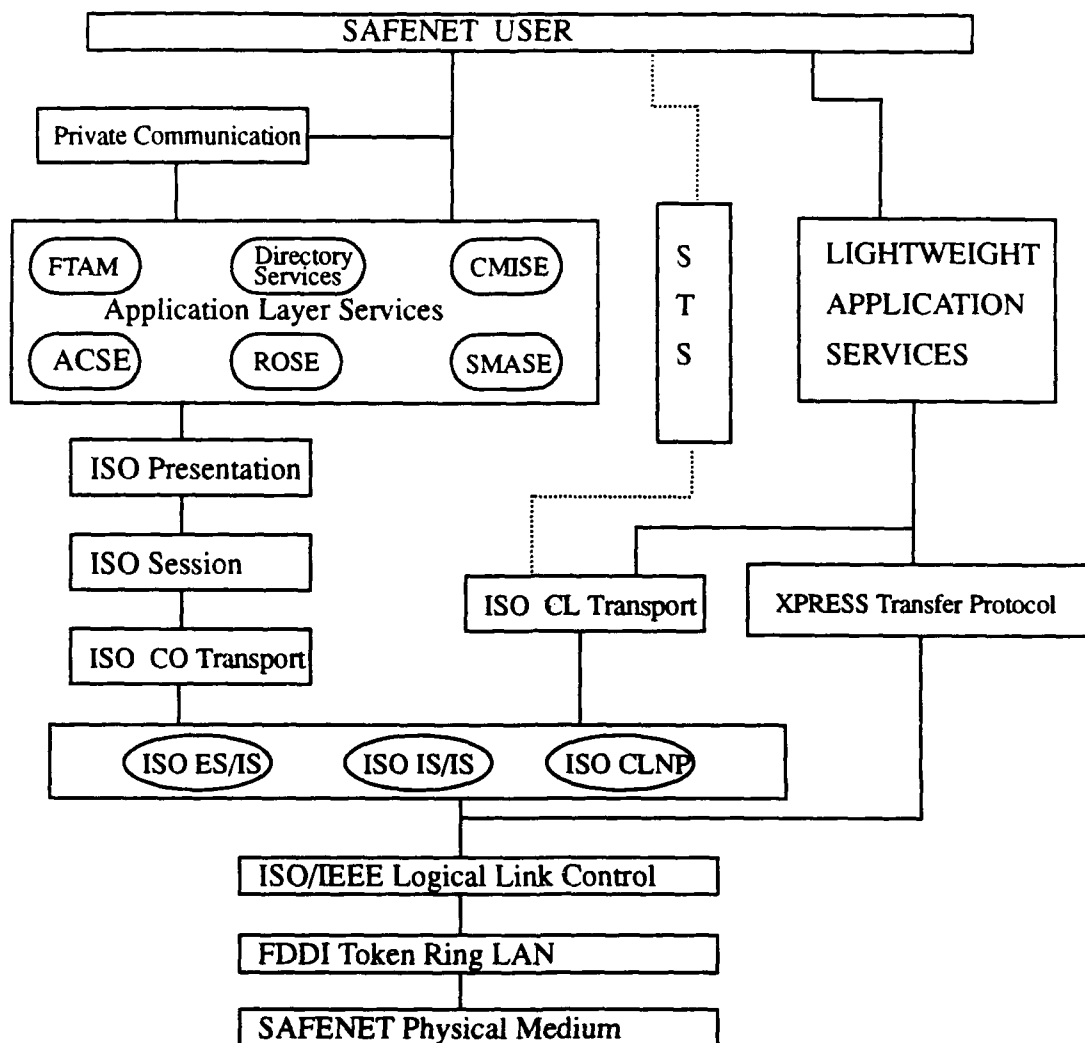 SAFENET USER
Private Communication
FTAM
Directory
Services
CMISE
Application Layer Services
ACSE
ROSE
SMASE
S
T
S
LIGHTWEIGHT
APPLICATION
SERVICES
ISO Presentation
ISO Session
ISO CL Transport
XPRESS Transfer Protocol
ISO CO Transport
ISO ES/IS
ISO IS/IS
ISO CLNP
ISO/IEEE Logical Link Control
FDDI Token Ring LAN
SAFENET Physical Medium